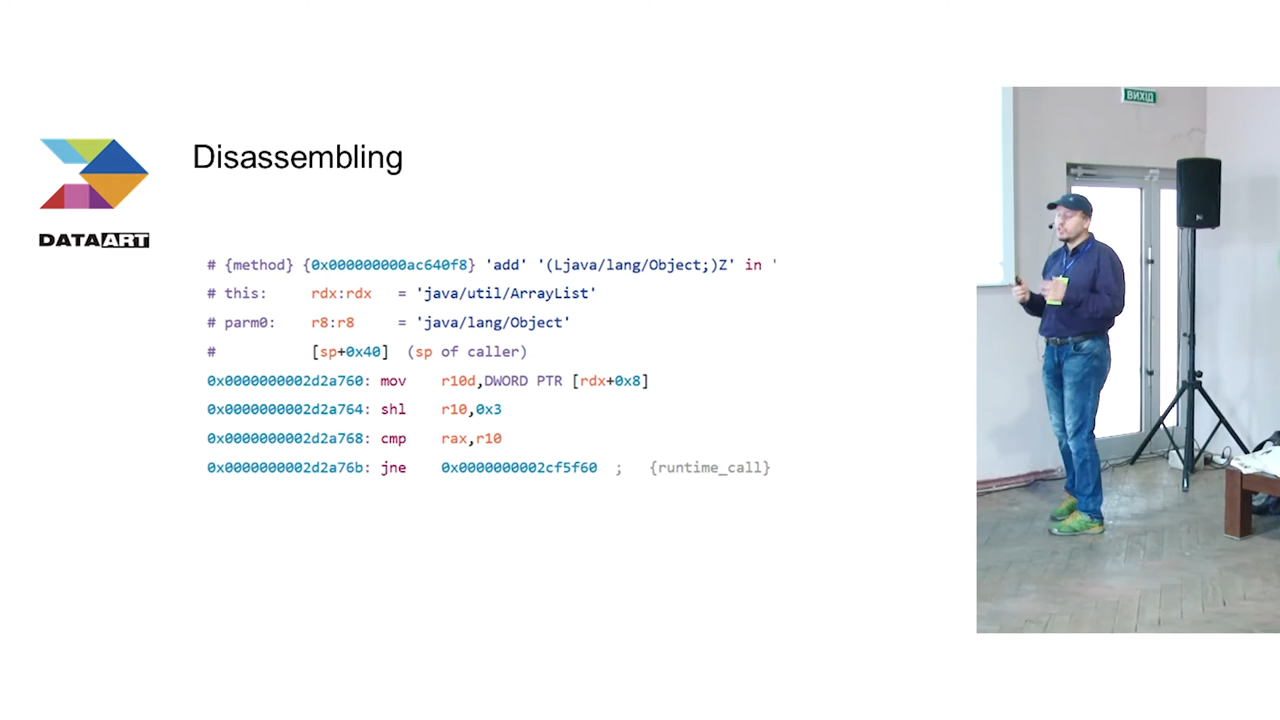 ВИХІД
Disassembling
DATAART
# {method} {0x000000000ac640f8} 'add' '(Ljava/lang/Object;)Z' in '
# this: rdx:rdx = 'java/util/ArrayList'
# parm0: r8:r8 = 'java/lang/Object'
# [sp+0x40] (sp of caller)
0x0000000002d2a760: mov r10d,DWORD PTR [rdx+0x8]
0x0000000002d2a764: shl r10,0x3
0x0000000002d2a768: cmp rax,r10
0x0000000002d2a76b: jne 0x0000000002cf5f60 ; {runtime_call}